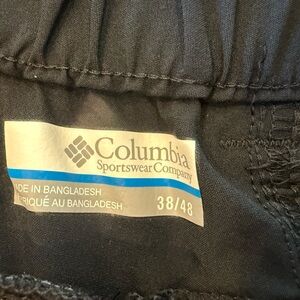 Columbia
Sportswear Company
DE IN BANGLADESH
RIQUÉ AU BANGLADESH
38/48